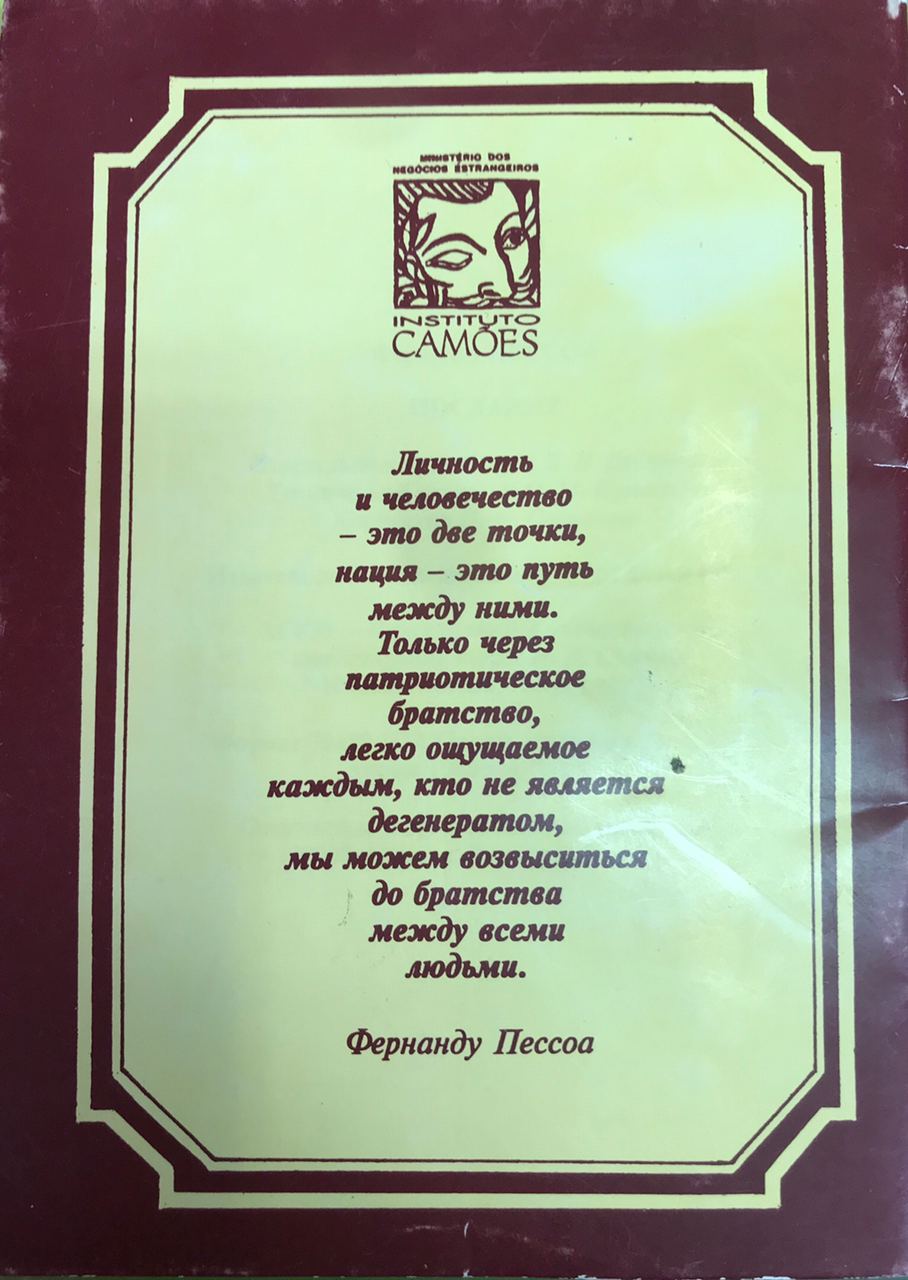 MINISTÉRIO DOS
NEGÓCIOS ESTRANGEIROS
INSTITUTO
CAMÕES
Личность
и человечество
– это две точки,
нация – это путь
между ними.
Только через
патриотическое
братство,
легко ощущаемое
каждым, кто не является
дегенератом,
мы можем возвыситься
до братства
между всеми
людьми.
Фернанду Пессоа